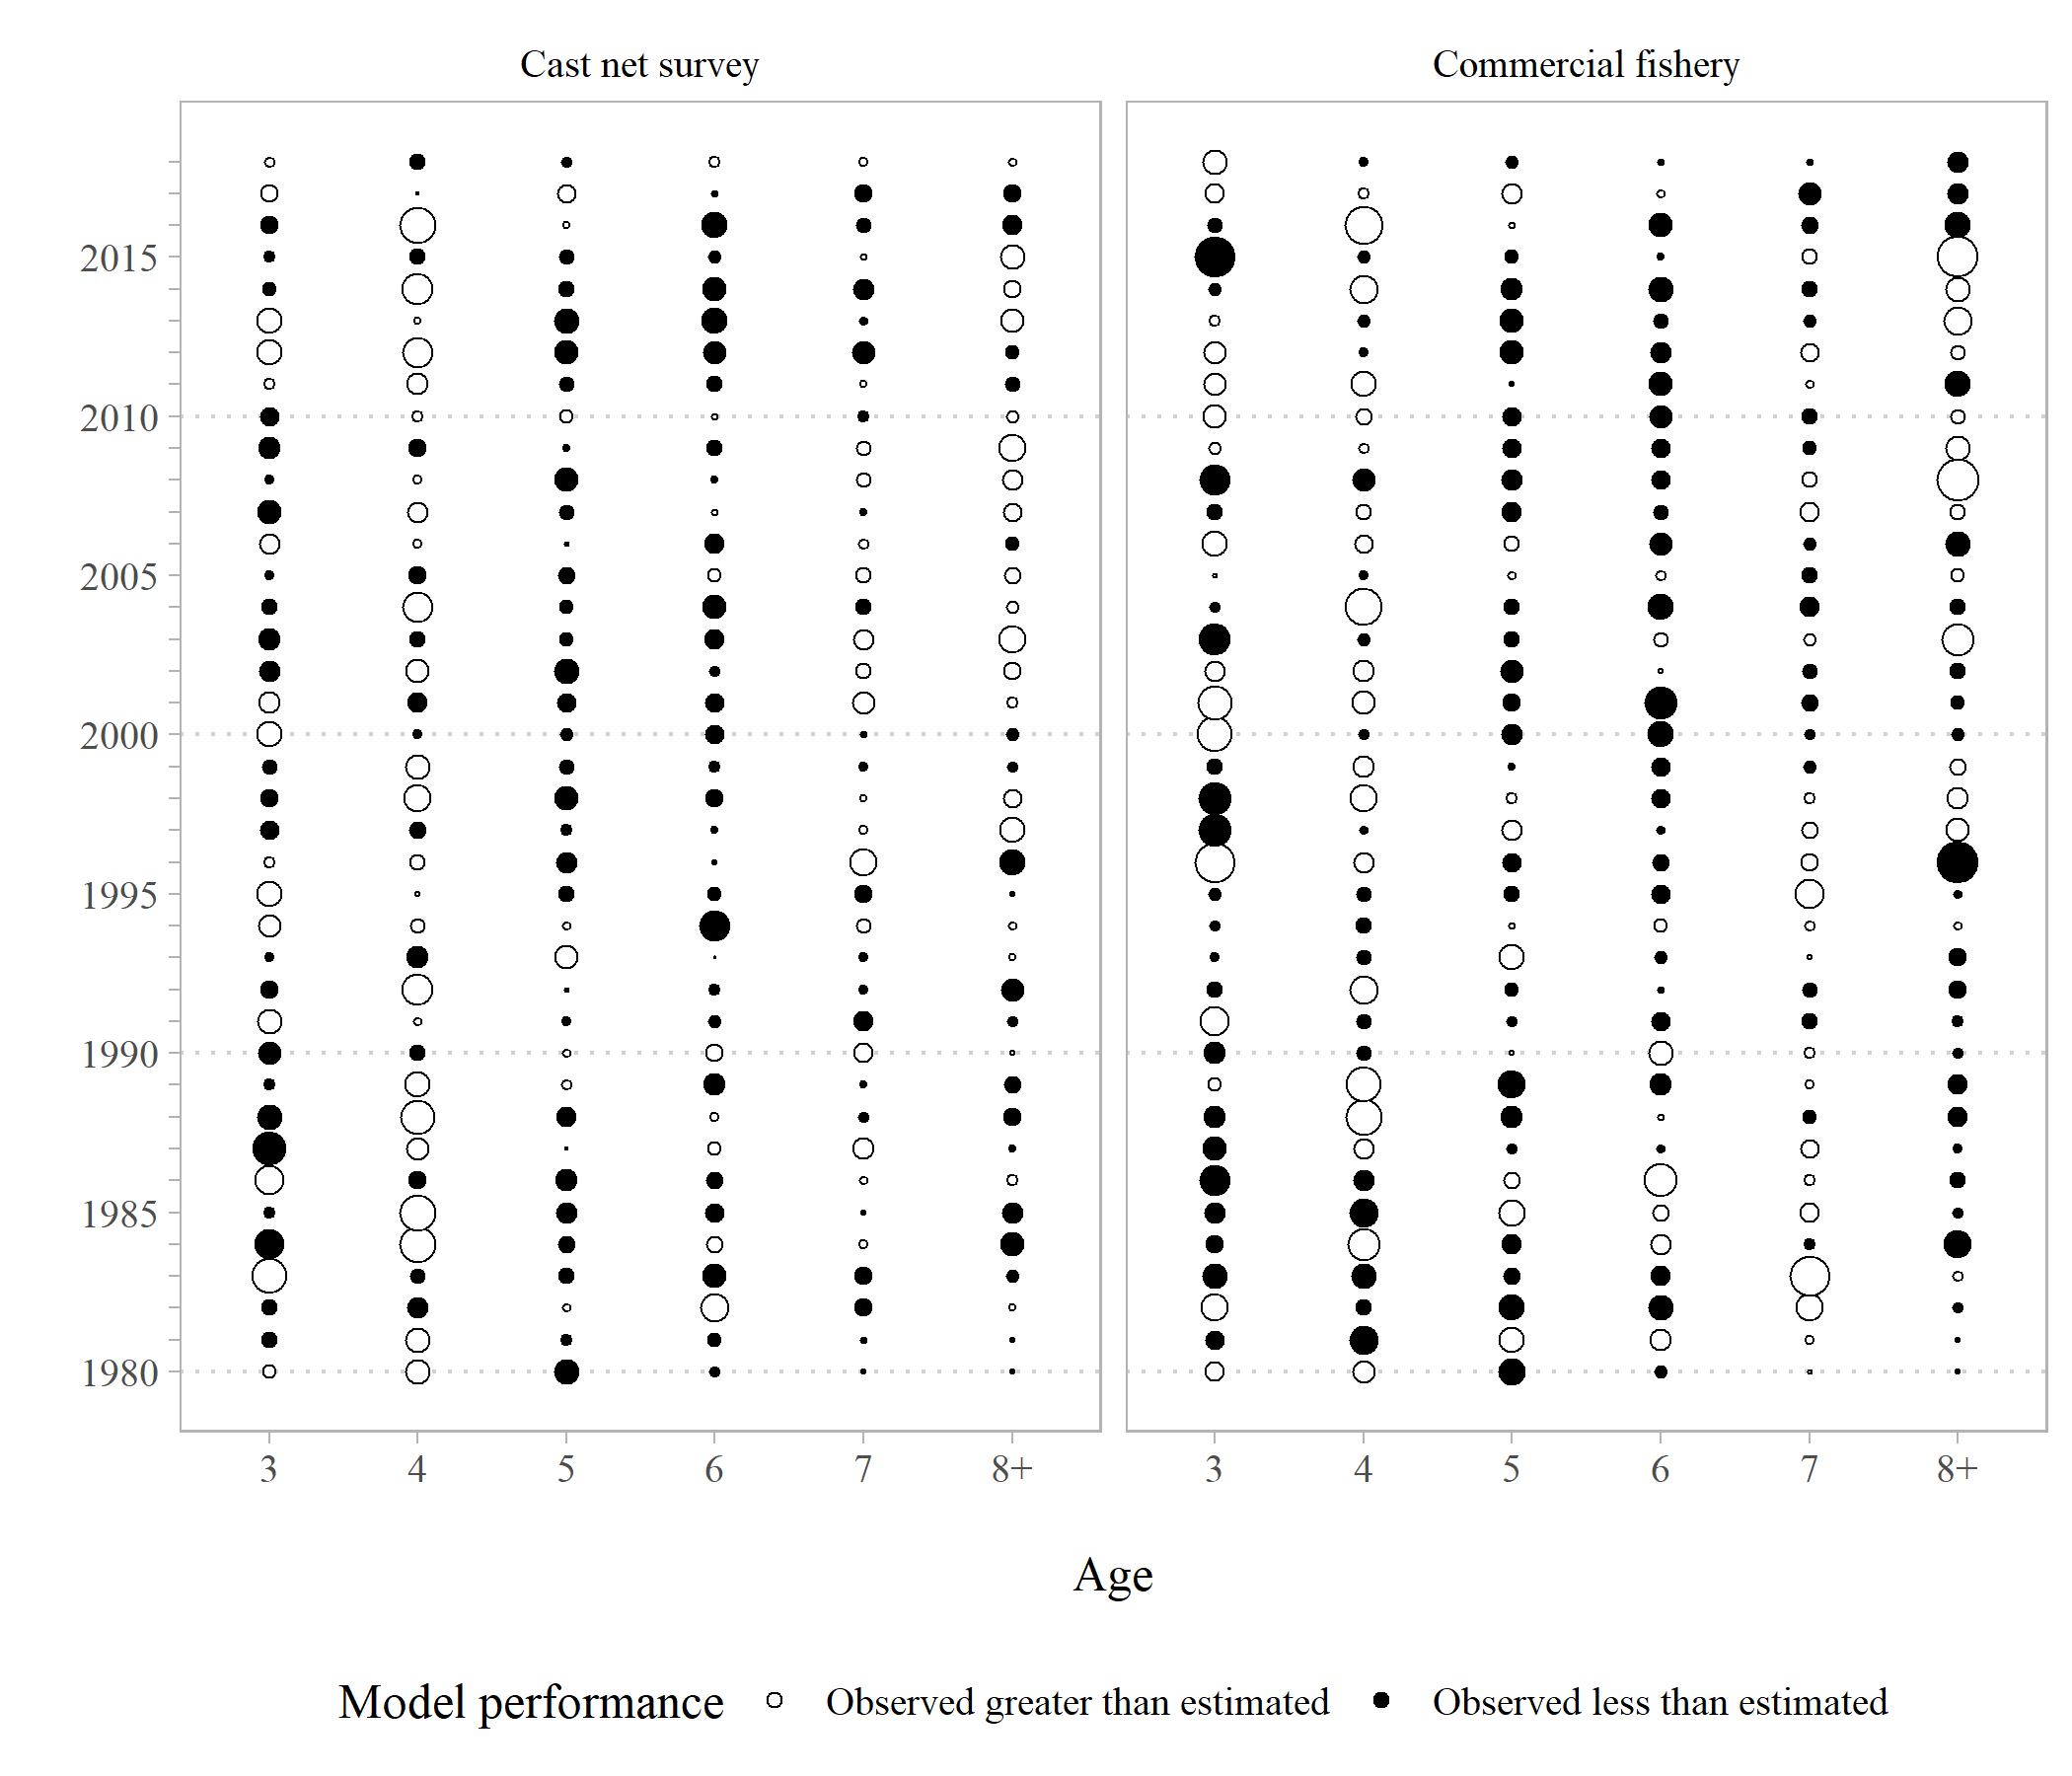 Cast net survey Commercial fishery
2015
2010
2005
2000
1995
1990
1985
1980
3 4 5 6 7 8+ 3 4 5 6 7 8+
Age
Model performance Observed greater than estimated Observed less than estimated